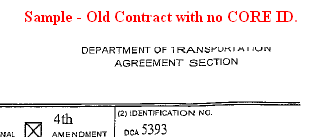 Sample - Old Contract with no CORE ID.
DEPARTMENT OF TRANSPORTATION
AGREEMENT SECTION
(2) IDENTIFICATION NO.
NAL 4th AMENDMENT DCA 5393